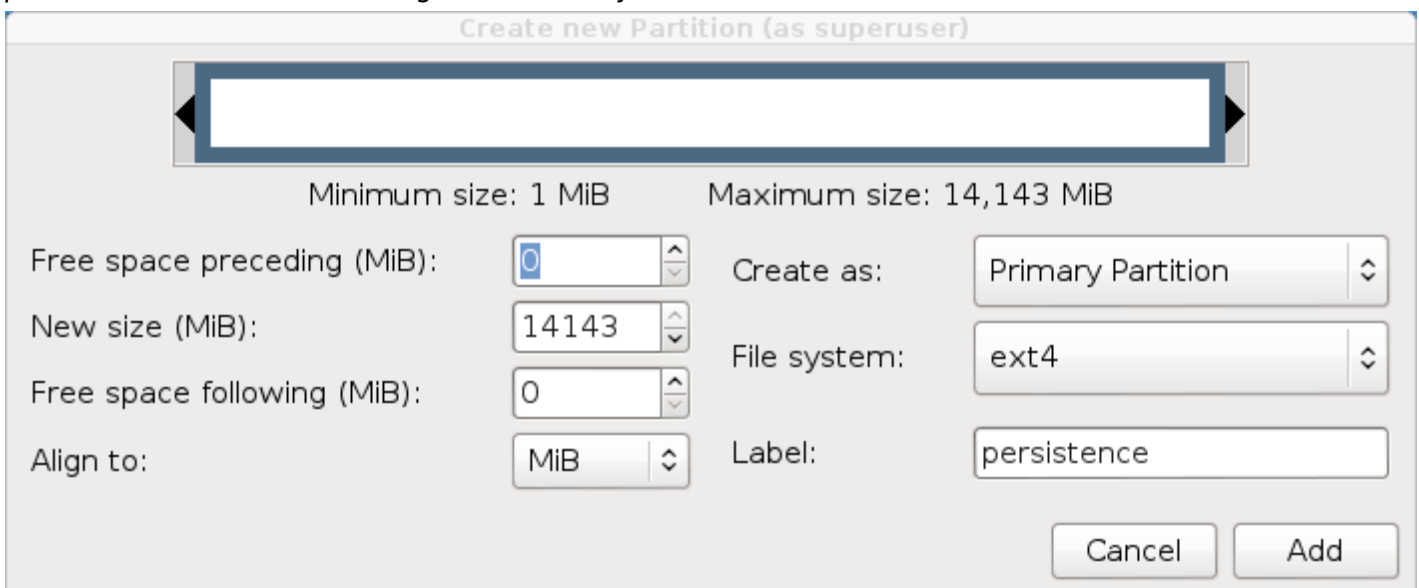 Create new Partition (as superuser)
Minimum size: 1 MiB Maximum size: 14,143 MiB
Free space preceding (MiB): 0
New size (MiB): 14143
Free space following (MiB): 0
Align to: MiB
Create as: Primary Partition
File system: ext4
Label: persistence
Cancel Add